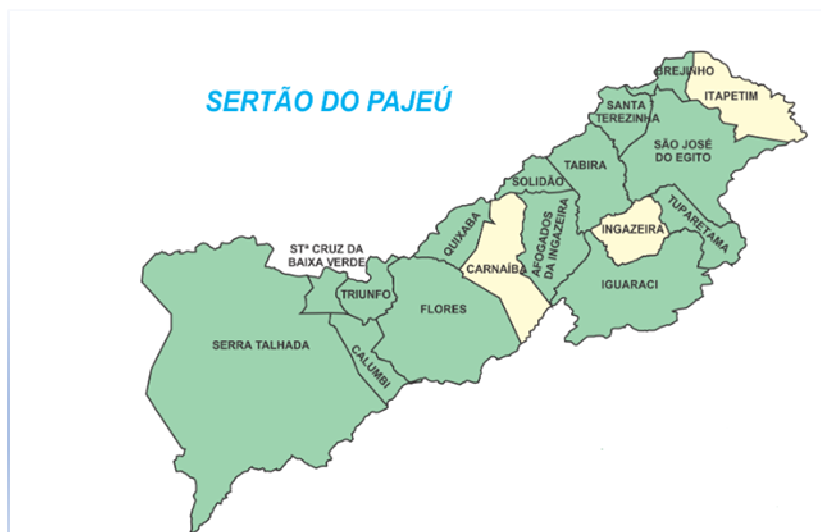 SERTÃO DO PAJEÚ
BREJINHO
ITAPETIM
SANTA
TEREZINHA
SÃO JOSÉ
DO EGITO
TABIRA
SOLIDÃO
TUPARETAMA
INGAZEIRA
AFOGADOS
DA INGAZEIRA
QUIXABA
CARNAÍBA
IGUARACI
STª CRUZ DA
BAIXA VERDE
TRIUNFO
FLORES
SERRA TALHADA
CALUMBI